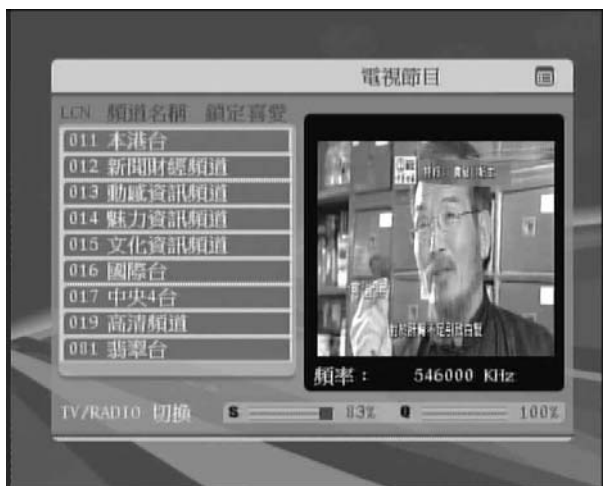 電視節目
LCN 頻道名稱 鎖定喜愛
011 本港台
012 新聞財經頻道
013 動感資訊頻道
014 魅力資訊頻道
015 文化資訊頻道
016 國際台
017 中央4台
019 高清頻道
081 翡翠台
頻率： 546000 KHz
TV/RADIO 切換 S 83% Q 100%